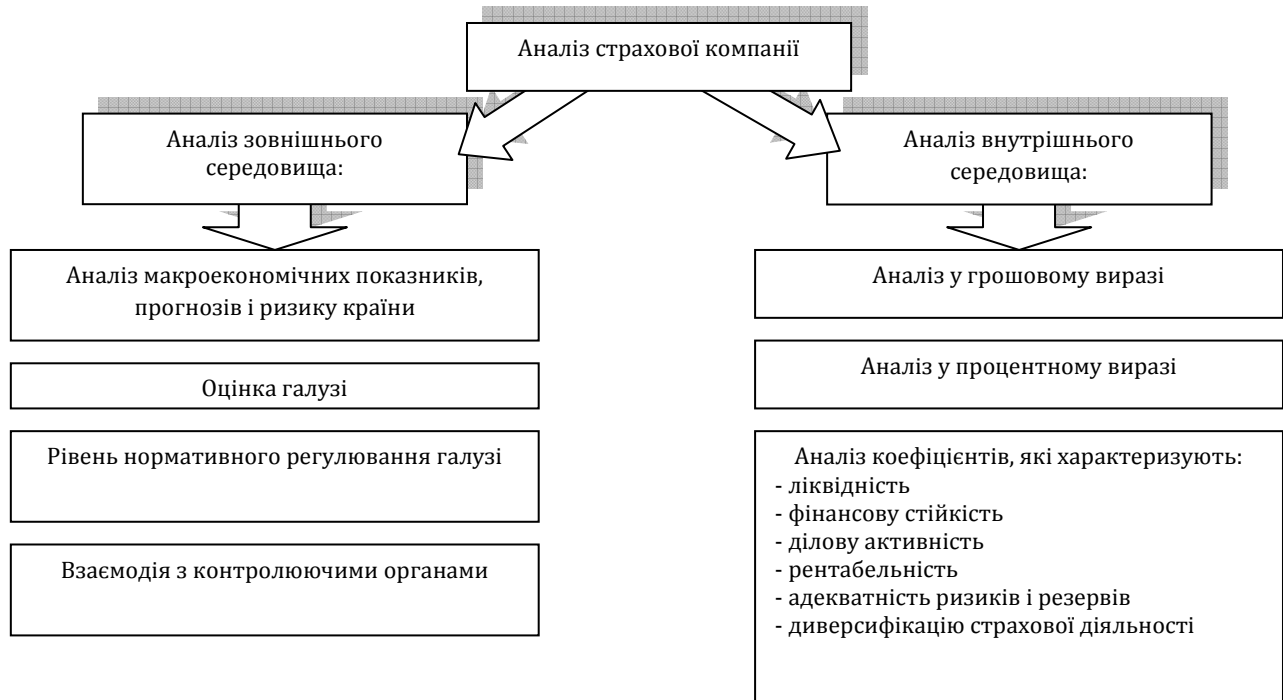 Аналіз страхової компанії
Аналіз зовнішнього
середовища:
Аналіз макроекономічних показників,
прогнозів і ризику країни
Оцінка галузі
Рівень нормативного регулювання галузі
Взаємодія з контролюючими органами
Аналіз внутрішнього
середовища:
Аналіз у грошовому виразі
Аналіз у процентному виразі
Аналіз коефіцієнтів, які характеризують:
- ліквідність
- фінансову стійкість
- ділову активність
- рентабельність
- адекватність ризиків і резервів
- диверсифікацію страхової діяльності